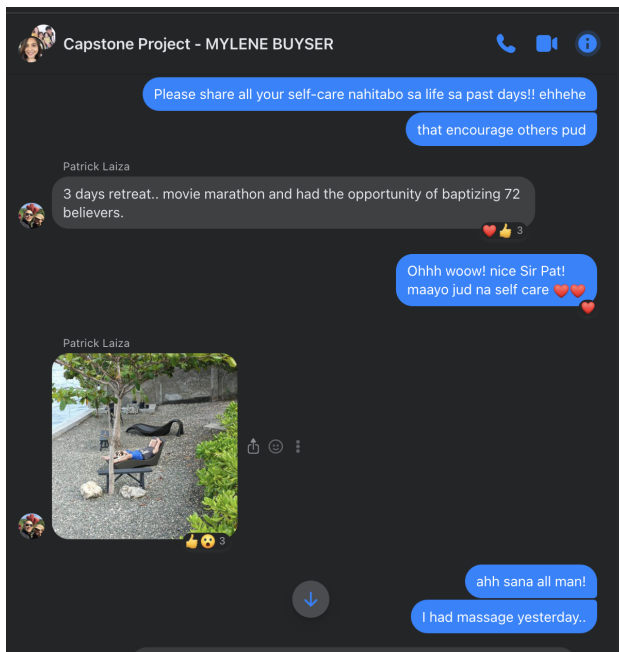 Capstone Project - MYLENE BUYSER
Please share all your self-care nahitabo sa life sa past days!! ehhehe
that encourage others pud
Patrick Laiza
3 days retreat.. movie marathon and had the opportunity of baptizing 72
believers.
3
Ohhh woow! nice Sir Pat!
maayo jud na self care ❤️❤️
Patrick Laiza
3
ahh sana all man!
I had massage yesterday..